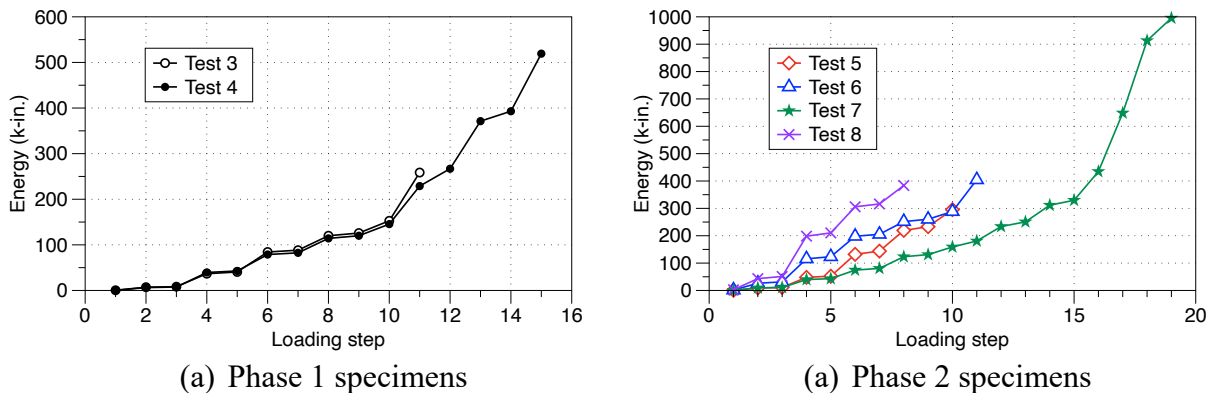 600
500
400
300
200
100
0
Energy (k-in.)
Test 3
Test 4
0 2 4 6 8 10 12 14 16
Loading step
(a) Phase 1 specimens
1000
900
800
700
600
500
400
300
200
100
0
Energy (k-in.)
Test 5
Test 6
Test 7
Test 8
0 5 10 15 20
Loading step
(a) Phase 2 specimens